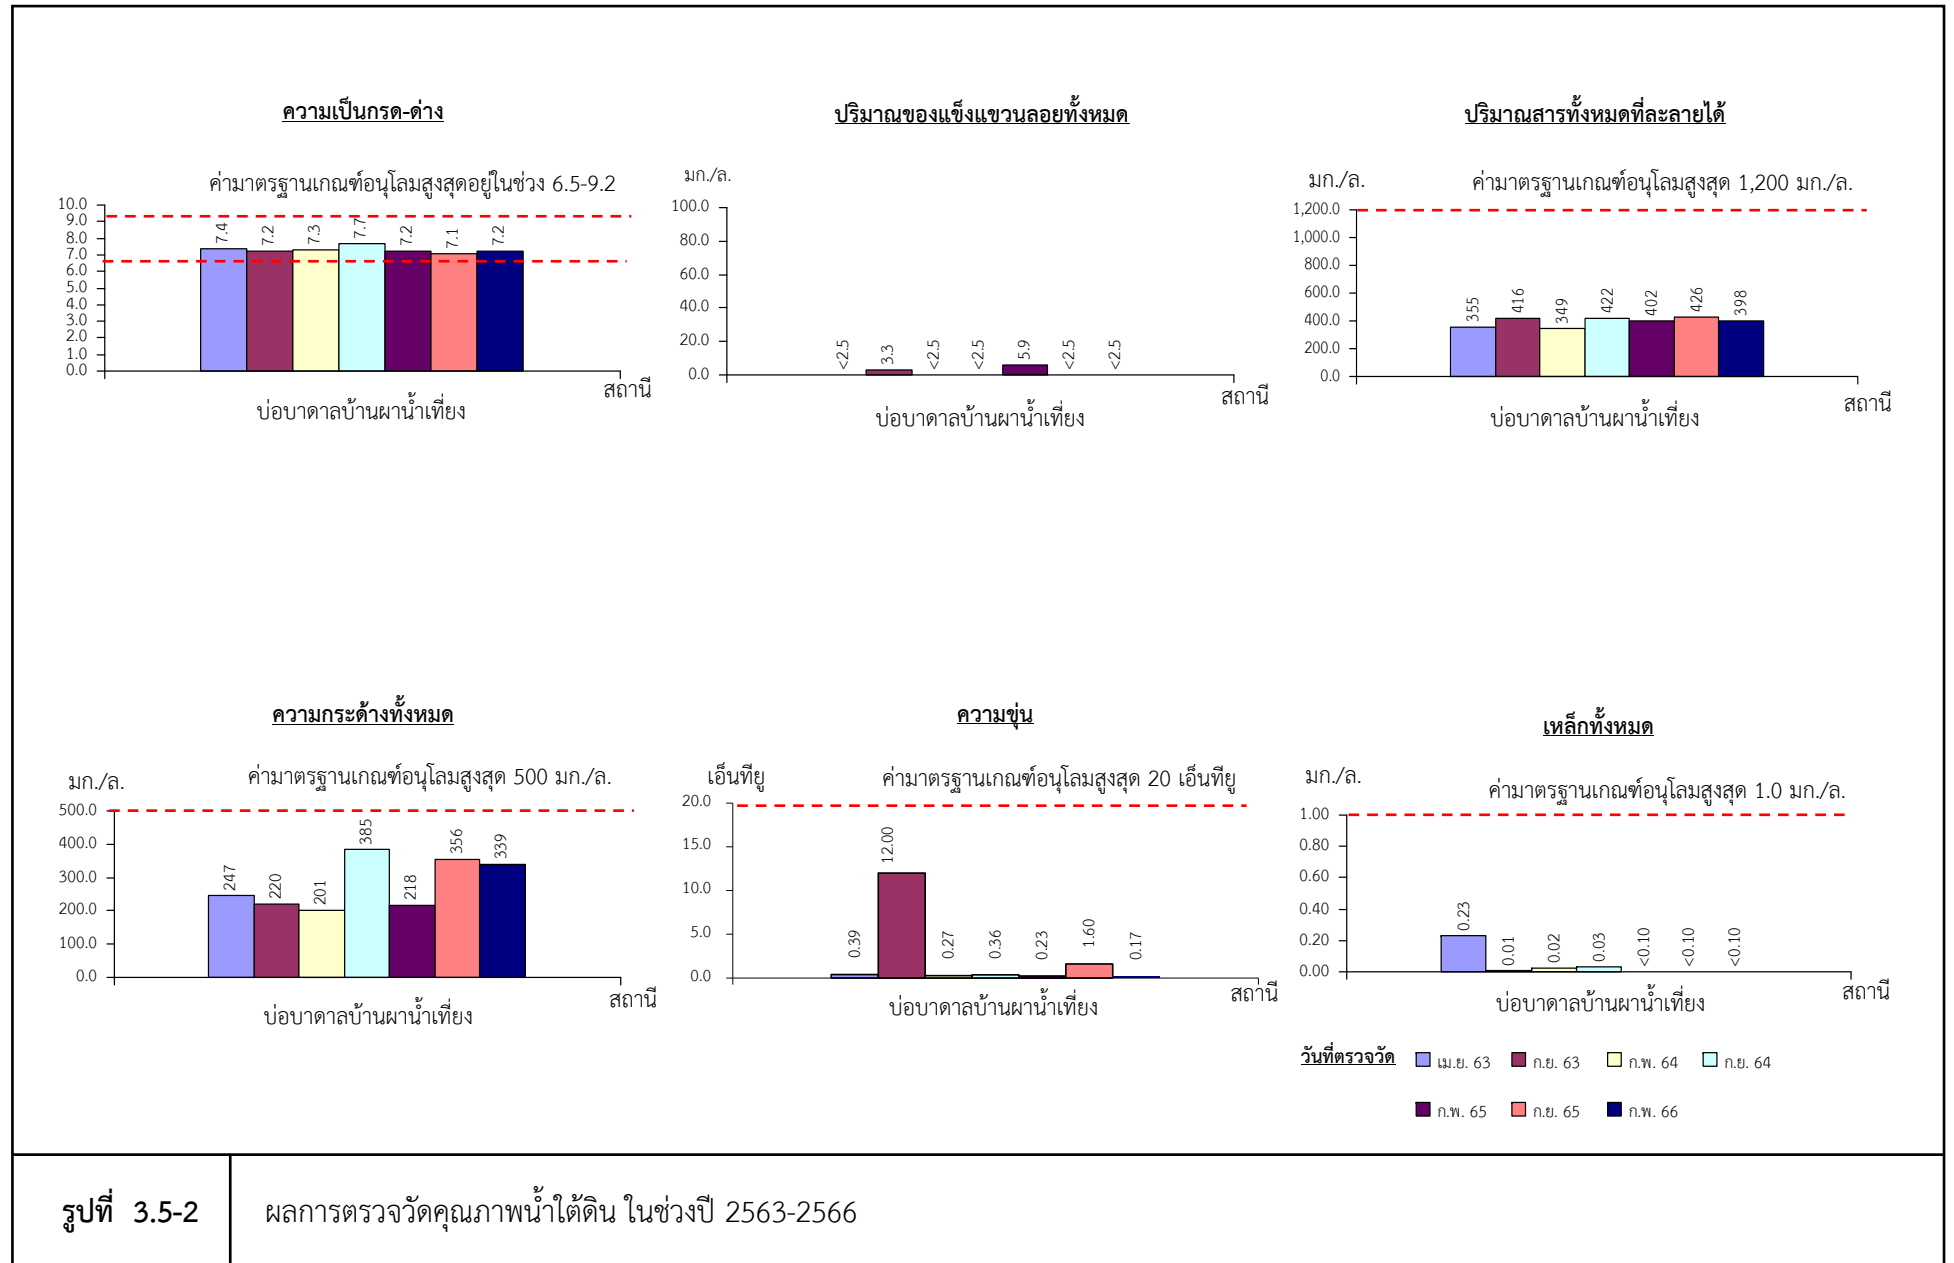 ความเป็นกรด-ด่าง
ค่ามาตรฐานเกณฑ์อนุโลมสูงสุดอยู่ในช่วง 6.5-9.2
10.0
9.0
8.0
7.0
6.0
5.0
4.0
3.0
2.0
1.0
0.0
7.4 7.2 7.3 7.7 7.2 7.1 7.2
สถานี
บ่อบาดาลบ้านผาน้ำเที่ยง
ปริมาณของแข็งแขวนลอยทั้งหมด
มก./ล.
100.0
80.0
60.0
40.0
20.0
0.0
<2.5 3.3 <2.5 <2.5 5.9 <2.5 <2.5
สถานี
บ่อบาดาลบ้านผาน้ำเที่ยง
ปริมาณสารทั้งหมดที่ละลายได้
มก./ล. ค่ามาตรฐานเกณฑ์อนุโลมสูงสุด 1,200 มก./ล.
1,200.0
1,000.0
800.0
600.0
400.0
200.0
0.0
355 416 349 422 402 426 398
สถานี
บ่อบาดาลบ้านผาน้ำเที่ยง
ความกระด้างทั้งหมด
มก./ล. ค่ามาตรฐานเกณฑ์อนุโลมสูงสุด 500 มก./ล.
500.0
400.0
300.0
200.0
100.0
0.0
247 220 201 385 218 356 339
สถานี
บ่อบาดาลบ้านผาน้ำเที่ยง
ความขุ่น
เอ็นทียู ค่ามาตรฐานเกณฑ์อนุโลมสูงสุด 20 เอ็นทียู
20.0
15.0
10.0
5.0
0.0
0.39 12.00 0.27 0.36 0.23 1.60 0.17
สถานี
บ่อบาดาลบ้านผาน้ำเที่ยง
เหล็กทั้งหมด
มก./ล. ค่ามาตรฐานเกณฑ์อนุโลมสูงสุด 1.0 มก./ล.
1.00
0.80
0.60
0.40
0.20
0.00
0.23 0.01 0.02 0.03 <0.10 <0.10 <0.10
สถานี
บ่อบาดาลบ้านผาน้ำเที่ยง
วันที่ตรวจวัด เม.ย. 63 ก.ย. 63 ก.พ. 64 ก.ย. 64
ก.พ. 65 ก.ย. 65 ก.พ. 66
รูปที่ 3.5-2 ผลการตรวจวัดคุณภาพน้ำใต้ดิน ในช่วงปี 2563-2566